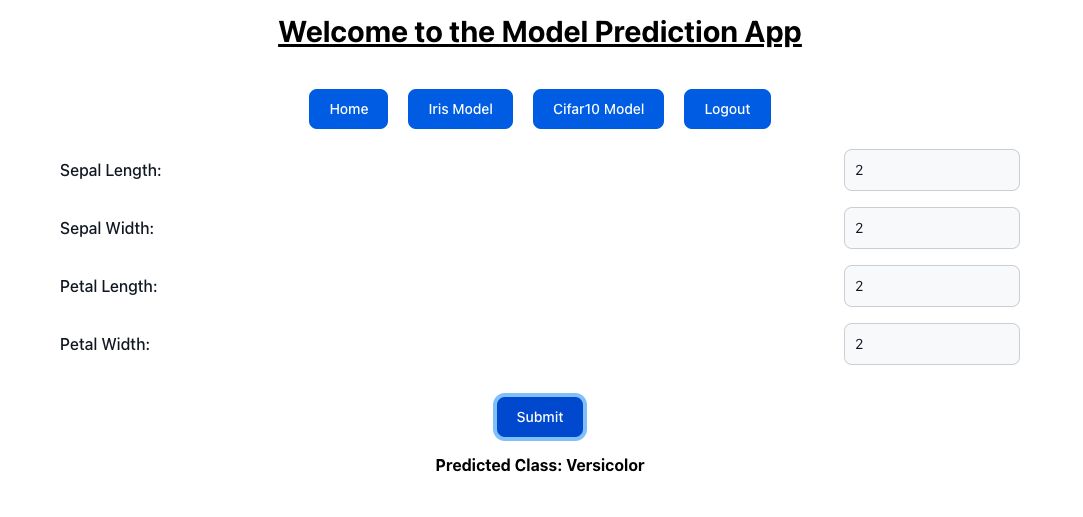 Welcome to the Model Prediction App
Home Iris Model Cifar10 Model Logout
Sepal Length: 2
Sepal Width: 2
Petal Length: 2
Petal Width: 2
Submit
Predicted Class: Versicolor